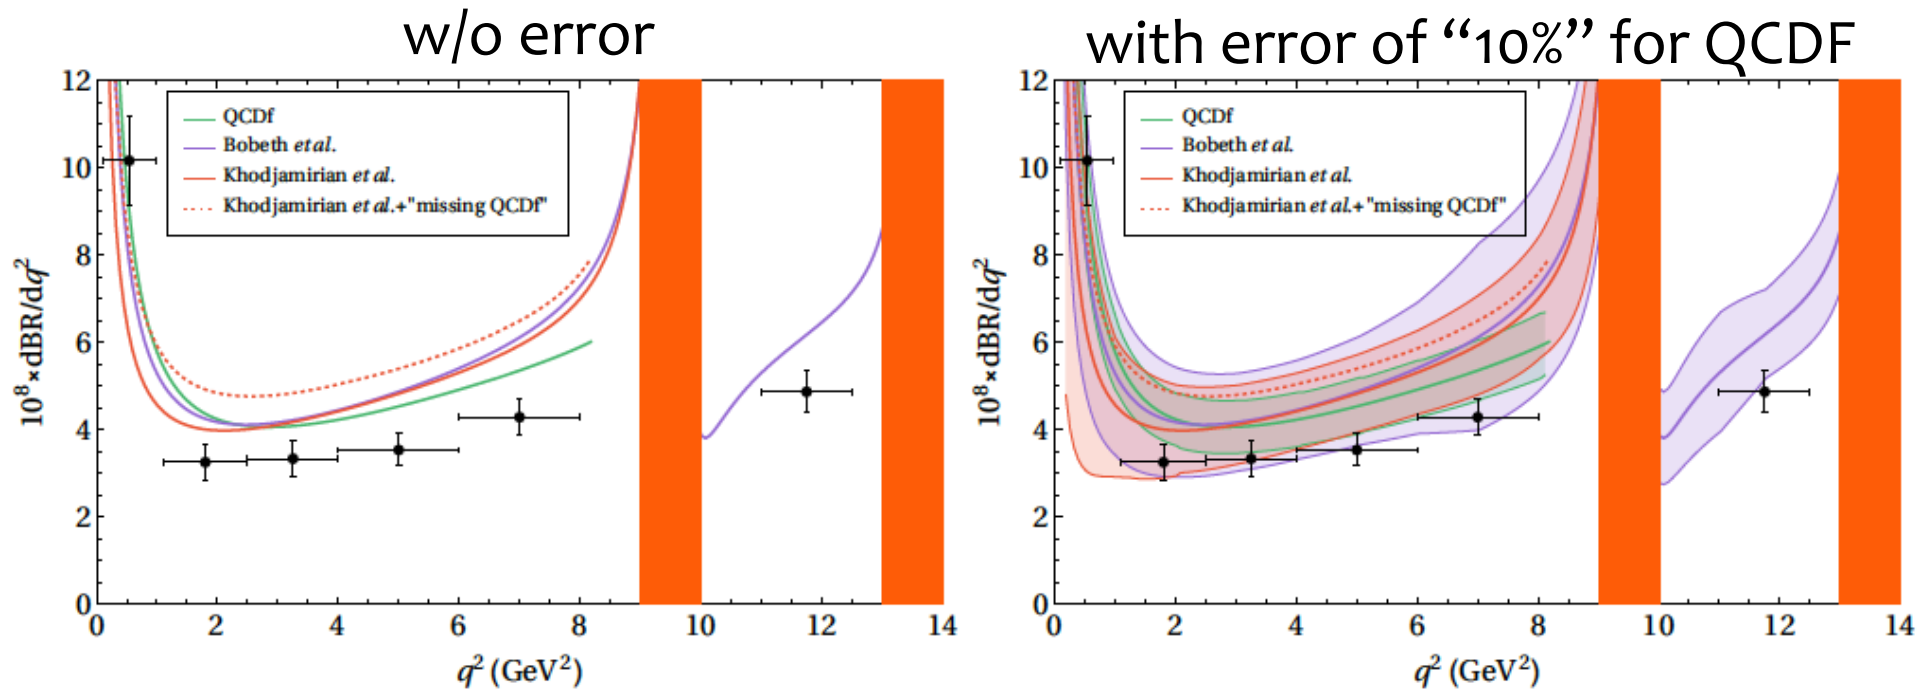 w/o error
12
10
8
6
4
2
0
10⁸×dBR/dq²
QCDf
Bobeth et al.
Khodjamirian et al.
Khodjamirian et al.+"missing QCDf"
0 2 4 6 8 10 12 14
q² (GeV²)
with error of “10%” for QCDF
12
10
8
6
4
2
0
10⁸×dBR/dq²
QCDf
Bobeth et al.
Khodjamirian et al.
Khodjamirian et al.+"missing QCDf"
0 2 4 6 8 10 12 14
q² (GeV²)